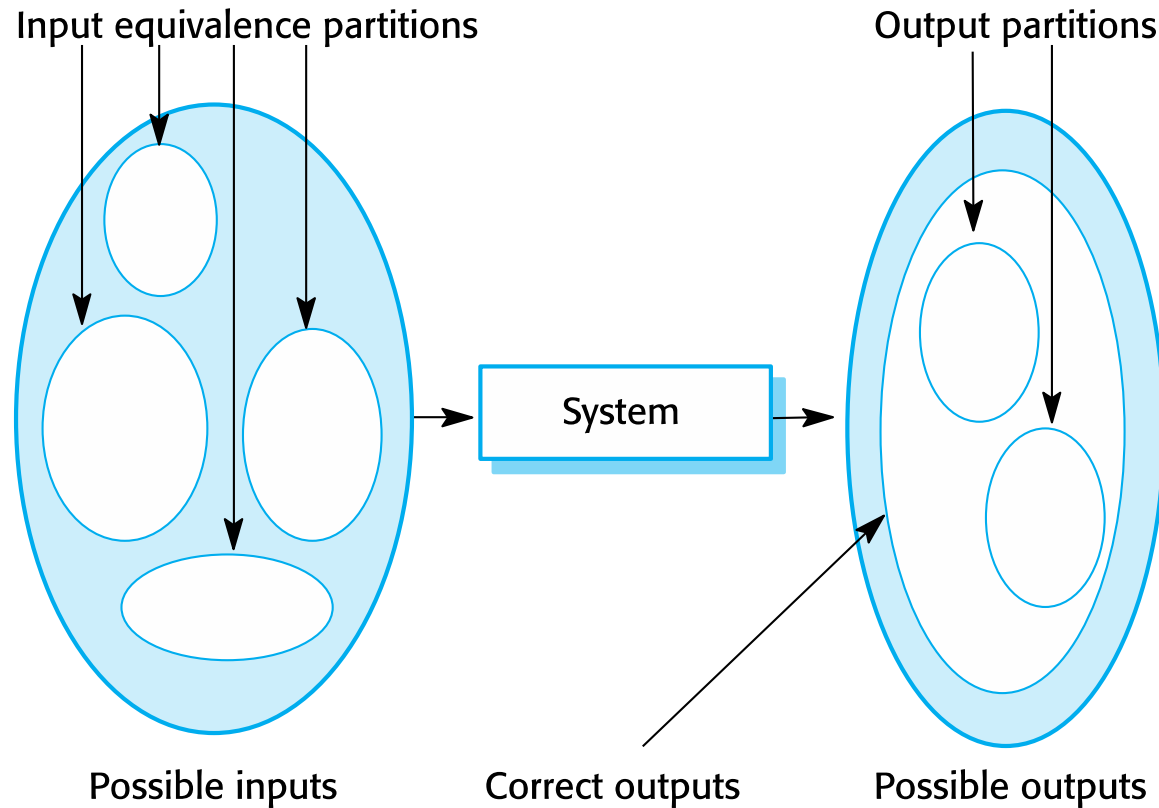 Input equivalence partitions
Output partitions
System
Possible inputs
Correct outputs
Possible outputs